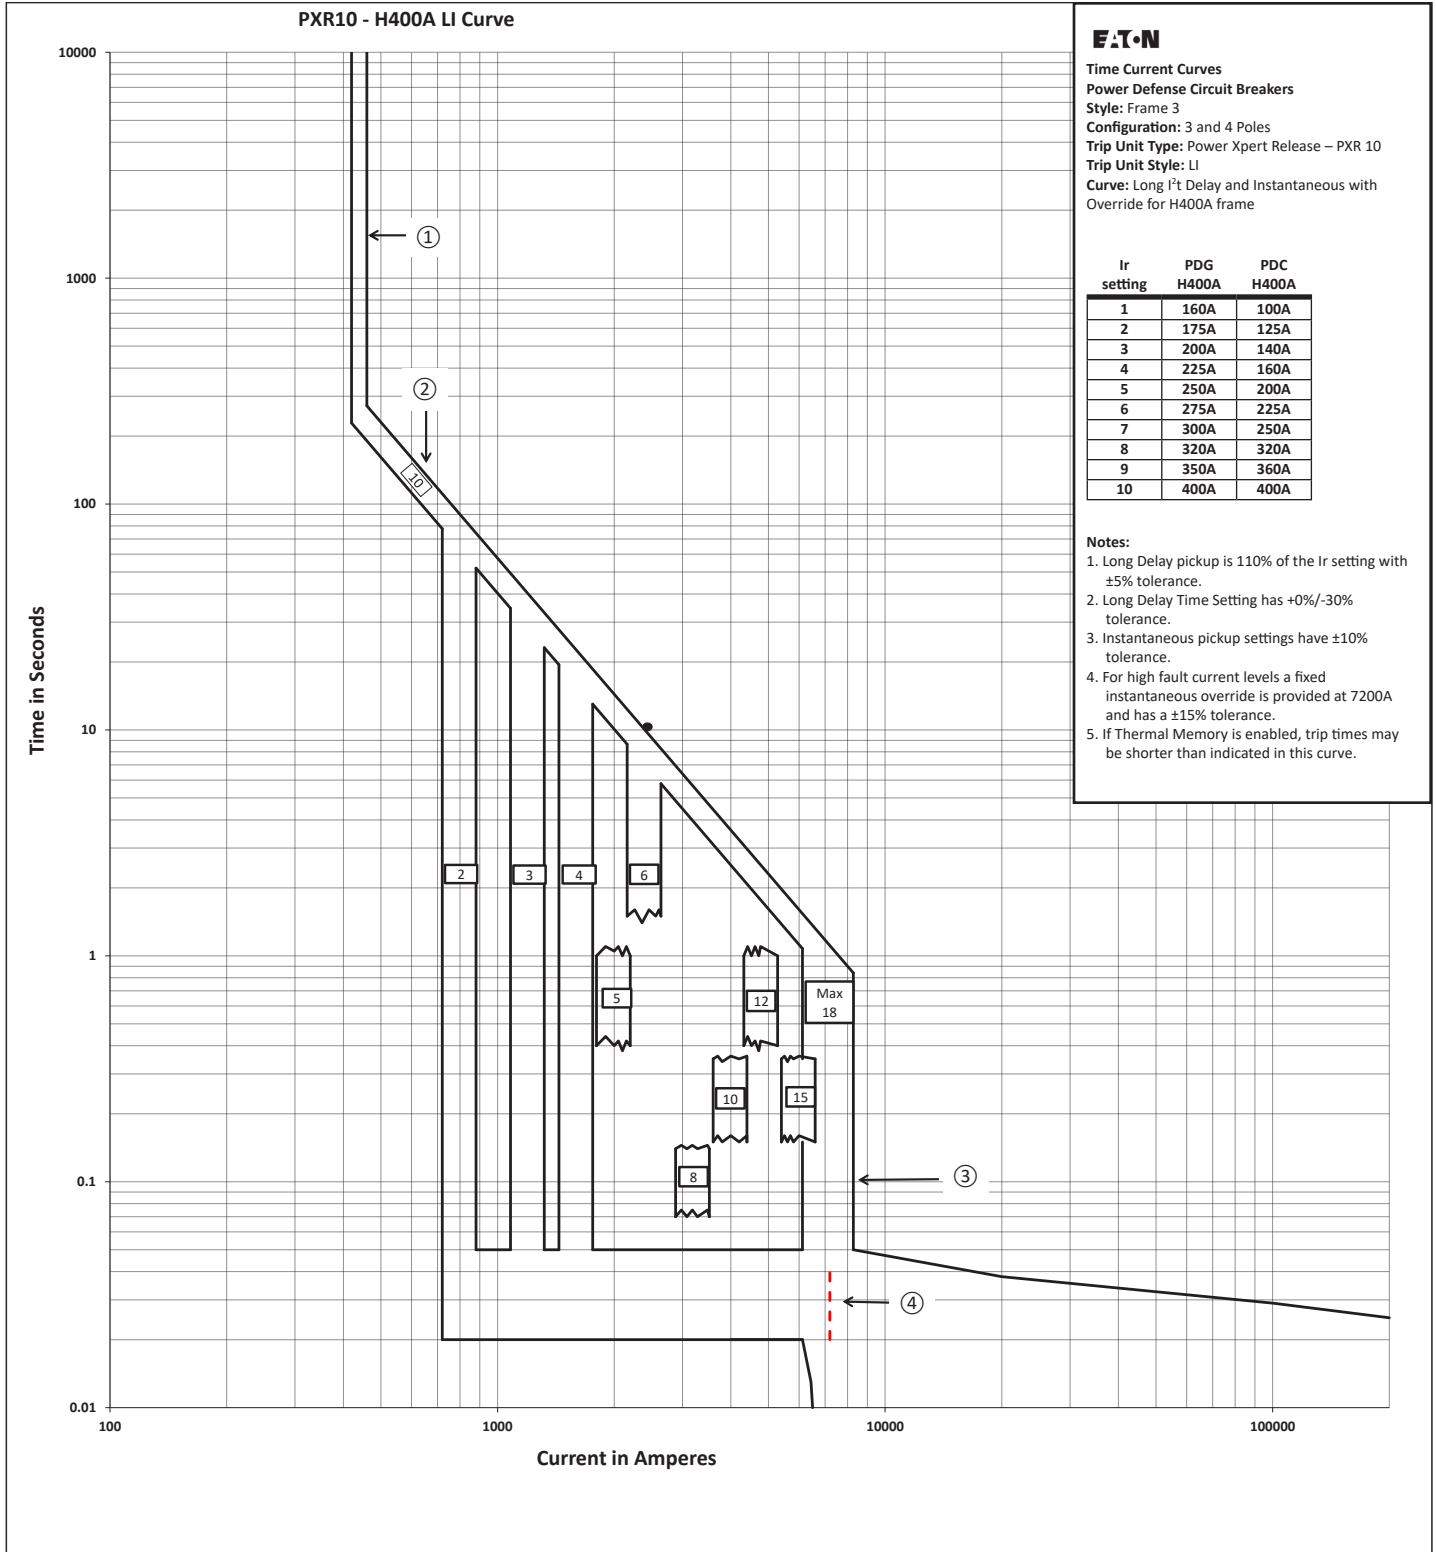 PXR10 - H400A LI Curve
EATON
Time Current Curves
Power Defense Circuit Breakers
Style: Frame 3
Configuration: 3 and 4 Poles
Trip Unit Type: Power Xpert Release – PXR 10
Trip Unit Style: LI
Curve: Long I²t Delay and Instantaneous with
Override for H400A frame
Ir setting PDG H400A PDC H400A
1 160A 100A
2 175A 125A
3 200A 140A
4 225A 160A
5 250A 200A
6 275A 225A
7 300A 250A
8 320A 320A
9 350A 360A
10 400A 400A
Notes:
1. Long Delay pickup is 110% of the Ir setting with
±5% tolerance.
2. Long Delay Time Setting has +0%/-30%
tolerance.
3. Instantaneous pickup settings have ±10%
tolerance.
4. For high fault current levels a fixed
instantaneous override is provided at 7200A
and has a ±15% tolerance.
5. If Thermal Memory is enabled, trip times may
be shorter than indicated in this curve.
Time in Seconds
10000
1000
100
10
1
0.1
0.01
①
②
10
2
3
4
6
5
12
Max
18
10
15
8
③
④
100
1000
10000
100000
Current in Amperes